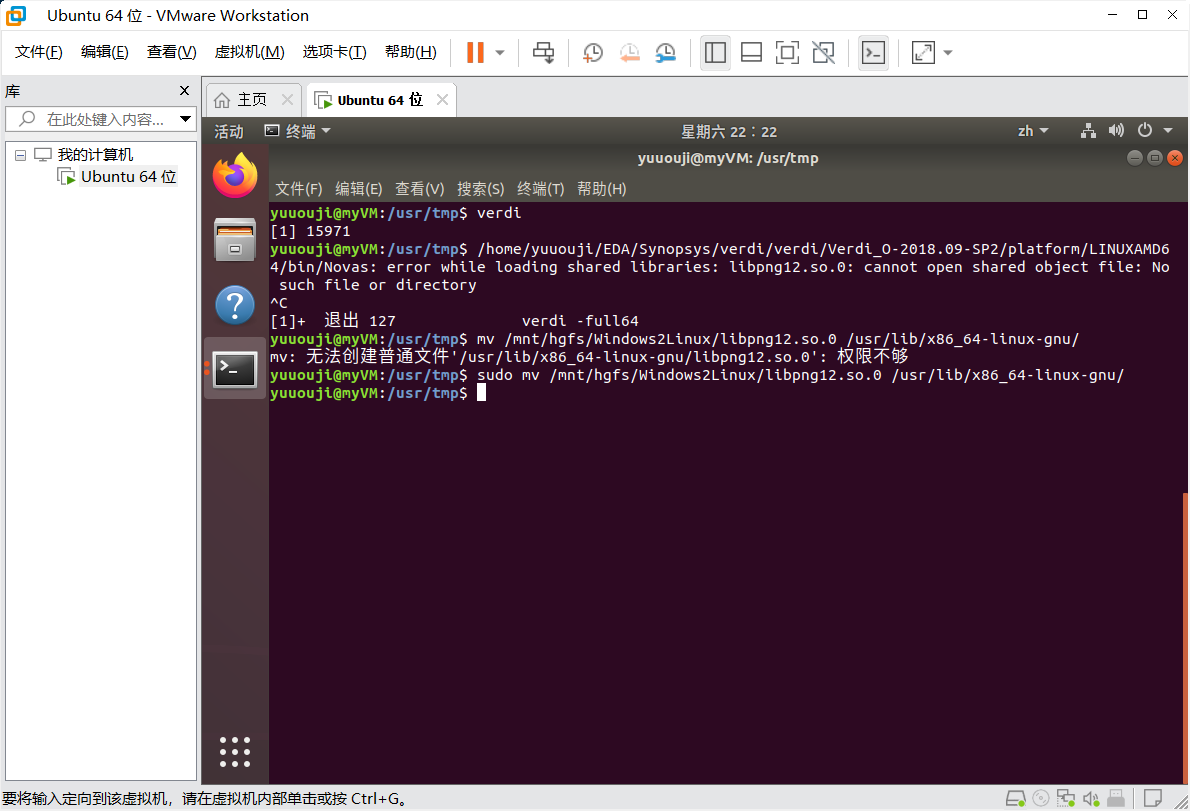 Ubuntu 64 位 - VMware Workstation
文件(F) 编辑(E) 查看(V) 虚拟机(M) 选项卡(T) 帮助(H)
库
在此处键入内容...
我的计算机
Ubuntu 64 位
主页 Ubuntu 64 位
活动 终端 星期六 22：22 zh
yuuouji@myVM: /usr/tmp
文件(F) 编辑(E) 查看(V) 搜索(S) 终端(T) 帮助(H)
yuuouji@myVM:/usr/tmp$ verdi
[1] 15971
yuuouji@myVM:/usr/tmp$ /home/yuuouji/EDA/Synopsys/verdi/verdi/Verdi_O-2018.09-SP2/platform/LINUXAMD6
4/bin/Novas: error while loading shared libraries: libpng12.so.0: cannot open shared object file: No
such file or directory
^C
[1]+ 退出 127 verdi -full64
yuuouji@myVM:/usr/tmp$ mv /mnt/hgfs/Windows2Linux/libpng12.so.0 /usr/lib/x86_64-linux-gnu/
mv: 无法创建普通文件'/usr/lib/x86_64-linux-gnu/libpng12.so.0': 权限不够
yuuouji@myVM:/usr/tmp$ sudo mv /mnt/hgfs/Windows2Linux/libpng12.so.0 /usr/lib/x86_64-linux-gnu/
yuuouji@myVM:/usr/tmp$
要将输入定向到该虚拟机，请在虚拟机内部单击或按 Ctrl+G。